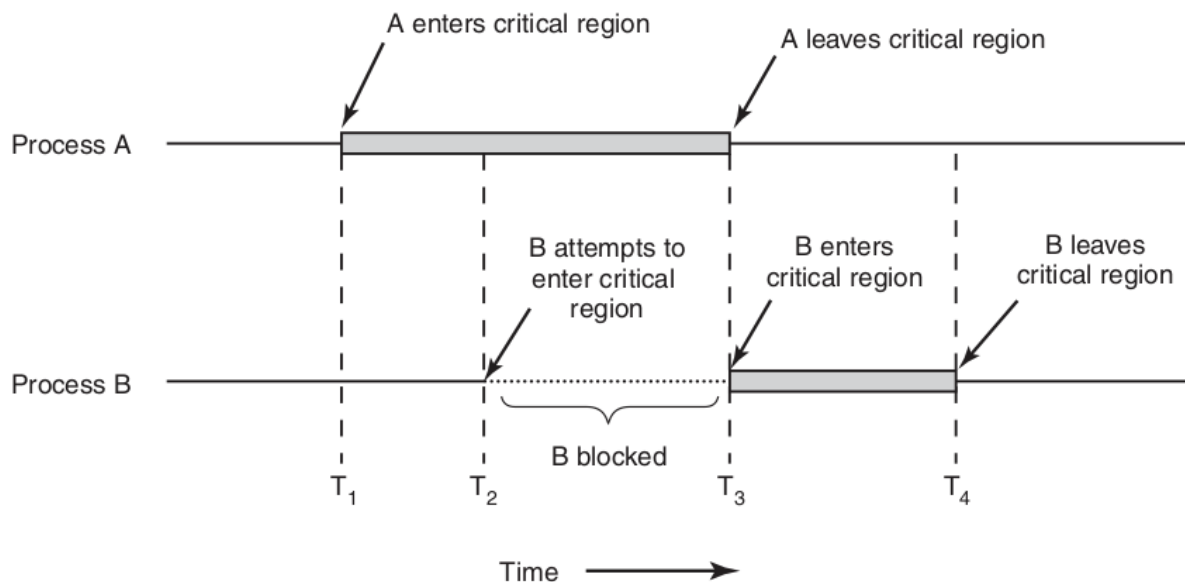 A enters critical region
A leaves critical region
Process A
B attempts to
enter critical
region
B enters
critical region
B leaves
critical region
Process B
B blocked
T1
T2
T3
T4
Time